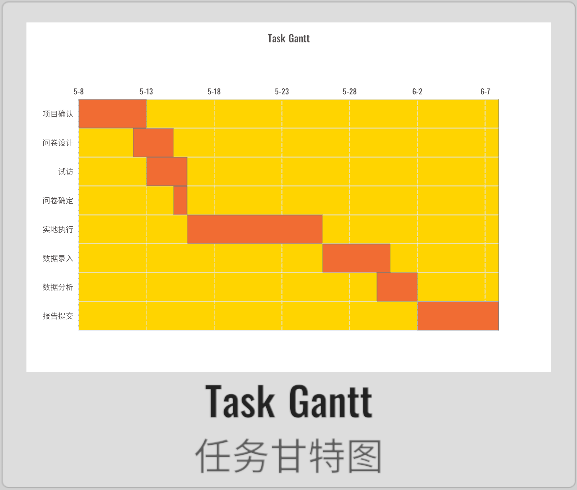 Task Gantt
5-8 5-13 5-18 5-23 5-28 6-2 6-7
项目确认
问卷设计
试访
问卷确定
实地执行
数据录入
数据分析
报告提交
Task Gantt
任务甘特图